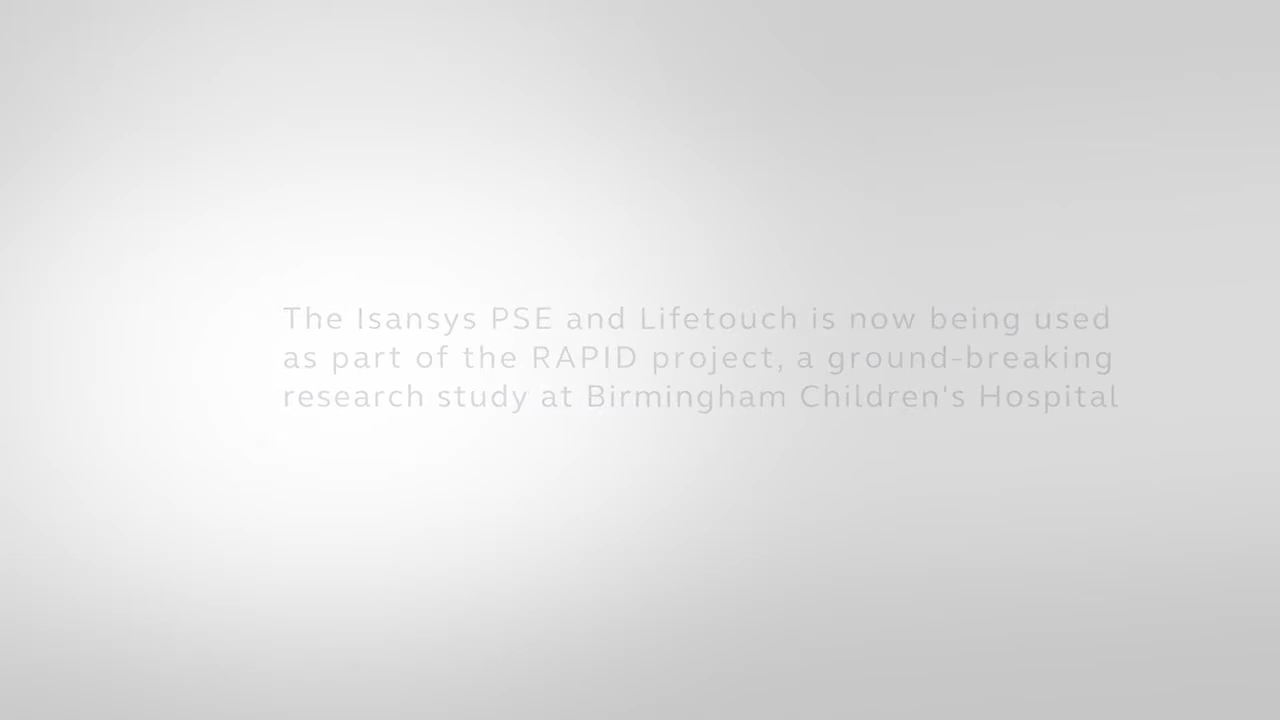 The Isansys PSE and Lifetouch is now being used
as part of the RAPID project, a ground-breaking
research study at Birmingham Children's Hospital